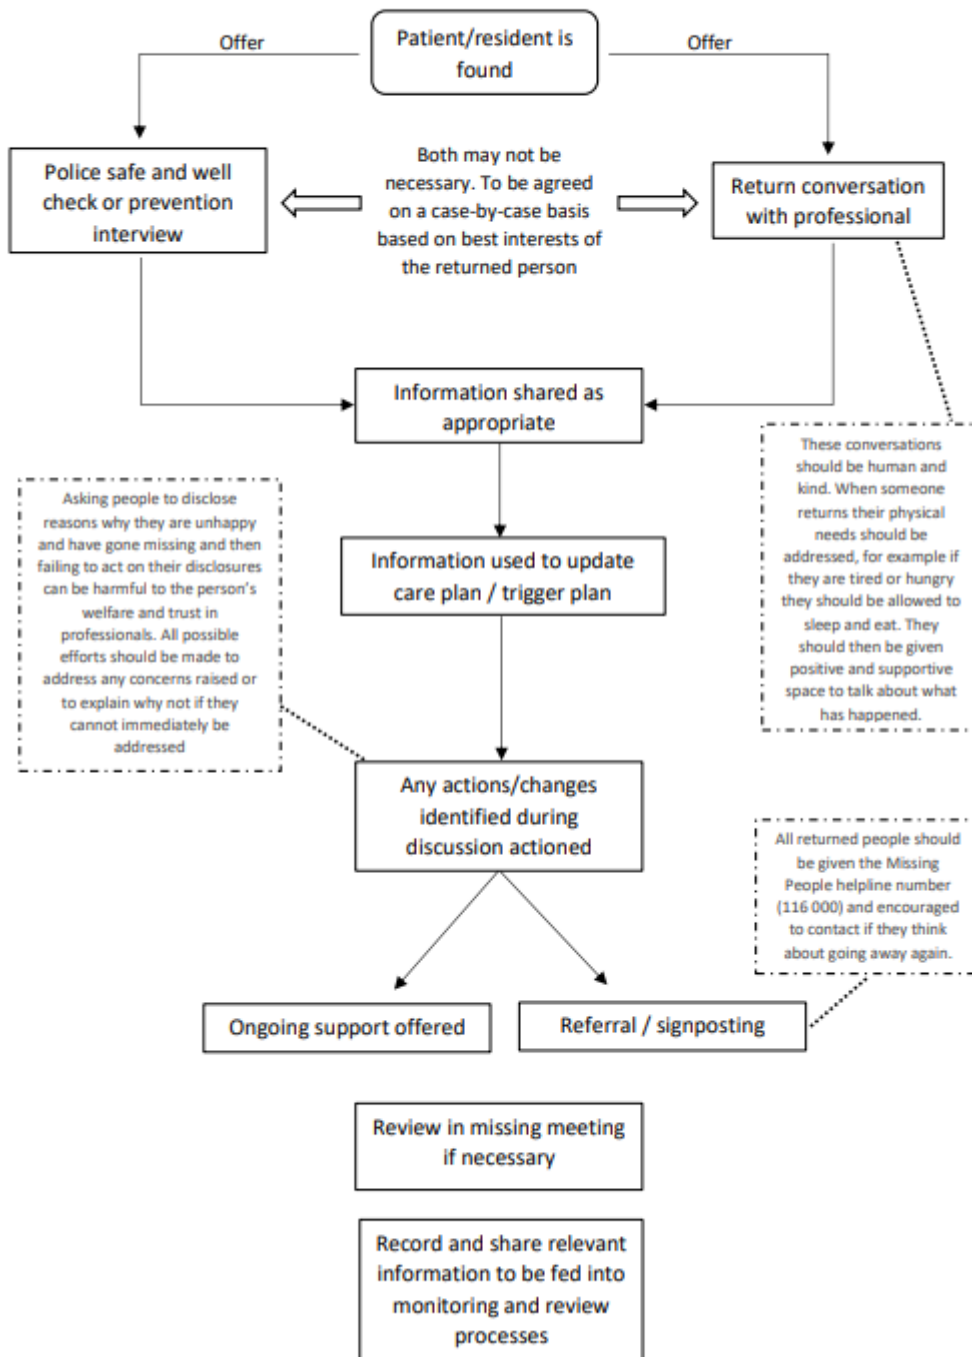 Offer
Patient/resident is
found
Offer
Police safe and well
check or prevention
interview
Both may not be
necessary. To be agreed
on a case-by-case basis
based on best interests of
the returned person
Return conversation
with professional
Information shared as
appropriate
These conversations
should be human and
kind. When someone
returns their physical
needs should be
addressed, for example if
they are tired or hungry
they should be allowed to
sleep and eat. They
should then be given
positive and supportive
space to talk about what
has happened.
Asking people to disclose
reasons why they are unhappy
and have gone missing and then
failing to act on their disclosures
can be harmful to the person's
welfare and trust in
professionals. All possible
efforts should be made to
address any concerns raised or
to explain why not if they
cannot immediately be
addressed
Information used to update
care plan / trigger plan
Any actions/changes
identified during
discussion actioned
All returned people should
be given the Missing
People helpline number
(116 000) and encouraged
to contact if they think
about going away again.
Ongoing support offered
Referral / signposting
Review in missing meeting
if necessary
Record and share relevant
information to be fed into
monitoring and review
processes